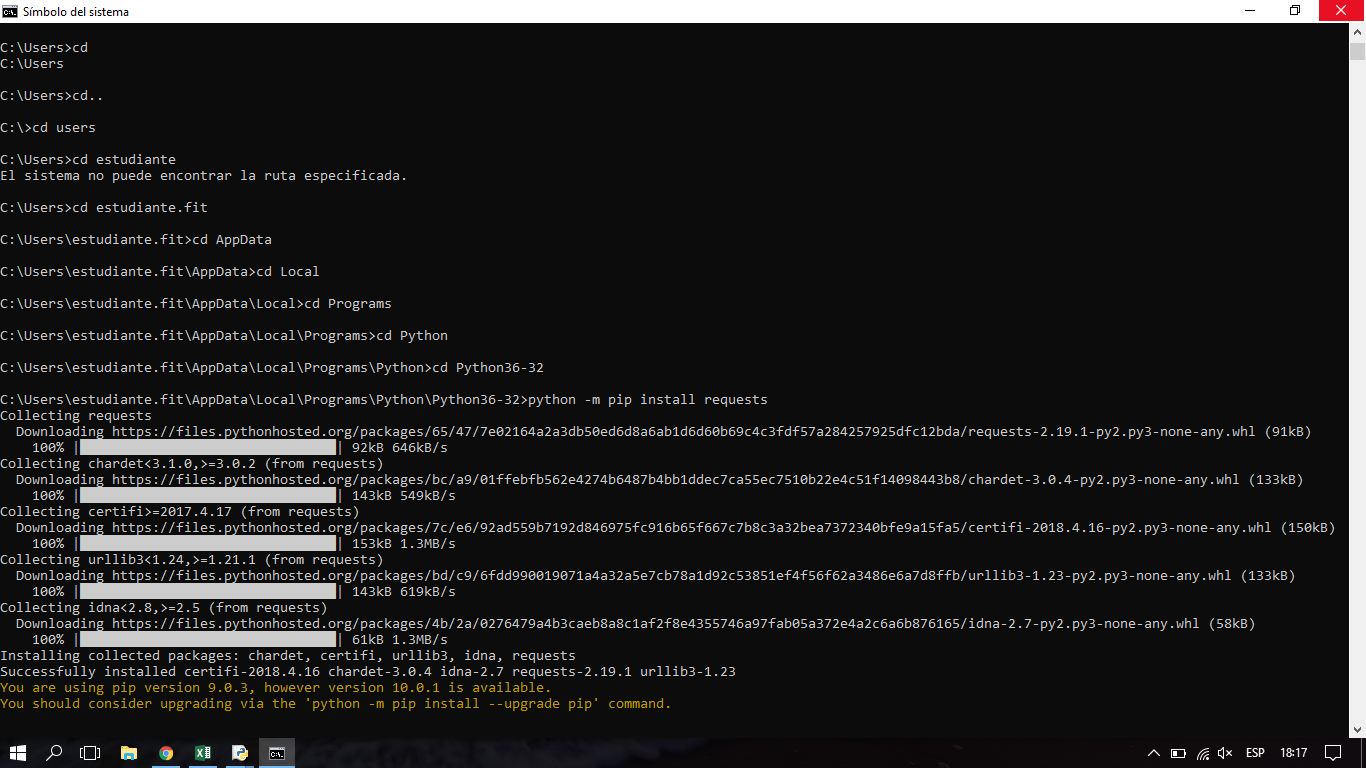 Símbolo del sistema
C:\Users>cd
C:\Users
C:\Users>cd..
C:\>cd users
C:\Users>cd estudiante
El sistema no puede encontrar la ruta especificada.
C:\Users>cd estudiante.fit
C:\Users\estudiante.fit>cd AppData
C:\Users\estudiante.fit\AppData>cd Local
C:\Users\estudiante.fit\AppData\Local>cd Programs
C:\Users\estudiante.fit\AppData\Local\Programs>cd Python
C:\Users\estudiante.fit\AppData\Local\Programs\Python>cd Python36-32
C:\Users\estudiante.fit\AppData\Local\Programs\Python\Python36-32>python -m pip install requests
Collecting requests
Downloading https://files.pythonhosted.org/packages/65/47/7e02164a2a3db50ed6d8a6ab1d6d60b69c4c3fdf57a284257925dfc12bda/requests-2.19.1-py2.py3-none-any.whl (91kB)
100% |████████████████████████████████| 92kB 646kB/s
Collecting chardet<3.1.0,>=3.0.2 (from requests)
Downloading https://files.pythonhosted.org/packages/bc/a9/01ffebfb562e4274b6487b4bb1ddec7ca55ec7510b22e4c51f14098443b8/chardet-3.0.4-py2.py3-none-any.whl (133kB)
100% |████████████████████████████████| 143kB 549kB/s
Collecting certifi>=2017.4.17 (from requests)
Downloading https://files.pythonhosted.org/packages/7c/e6/92ad559b7192d846975fc916b65f667c7b8c3a32bea7372340bfe9a15fa5/certifi-2018.4.16-py2.py3-none-any.whl (150kB)
100% |████████████████████████████████| 153kB 1.3MB/s
Collecting urllib3<1.24,>=1.21.1 (from requests)
Downloading https://files.pythonhosted.org/packages/bd/c9/6fdd990019071a4a32a5e7cb78a1d92c53851ef4f56f62a3486e6a7d8ffb/urllib3-1.23-py2.py3-none-any.whl (133kB)
100% |████████████████████████████████| 143kB 619kB/s
Collecting idna<2.8,>=2.5 (from requests)
Downloading https://files.pythonhosted.org/packages/4b/2a/0276479a4b3caeb8a8c1af2f8e4355746a97fab05a372e4a2c6a6b876165/idna-2.7-py2.py3-none-any.whl (58kB)
100% |████████████████████████████████| 61kB 1.3MB/s
Installing collected packages: chardet, certifi, urllib3, idna, requests
Successfully installed certifi-2018.4.16 chardet-3.0.4 idna-2.7 requests-2.19.1 urllib3-1.23
You are using pip version 9.0.3, however version 10.0.1 is available.
You should consider upgrading via the 'python -m pip install --upgrade pip' command.
ESP 18:17